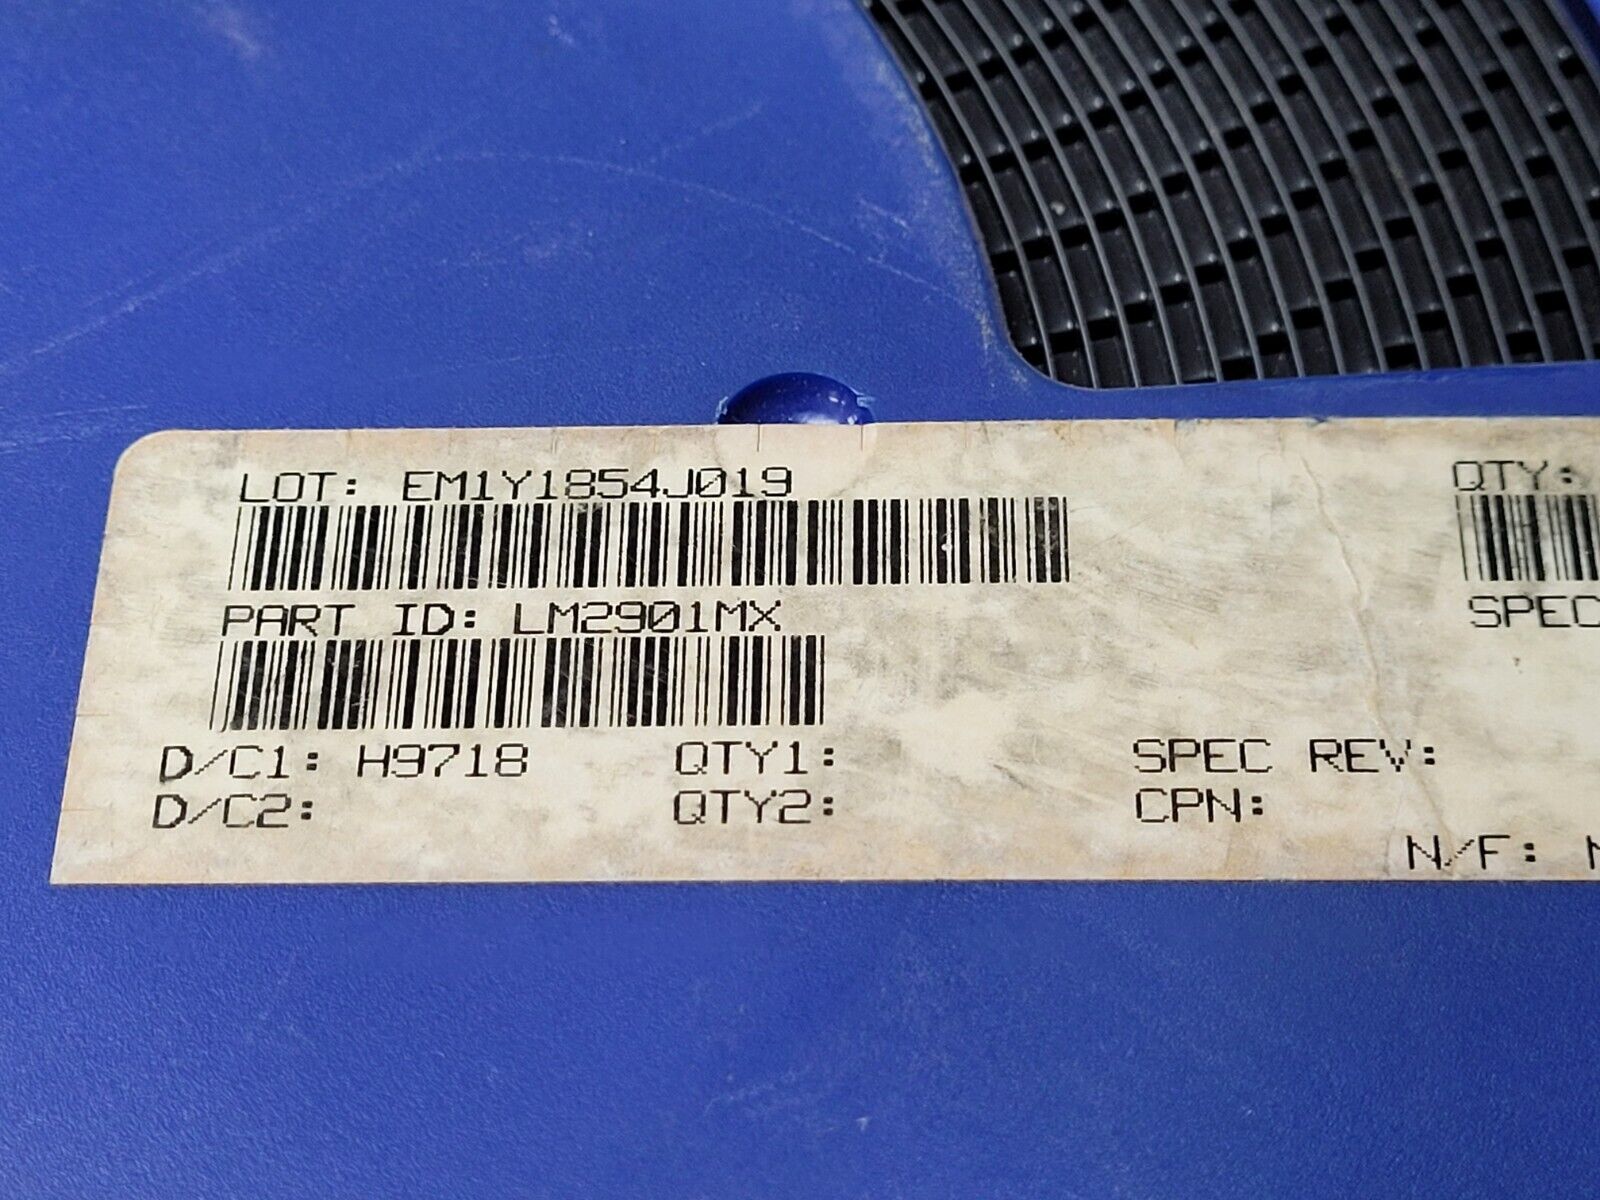 LOT: EM1Y1854J019
QTY:
PART ID: LM2901MX
SPEC
D/C1: H9718
QTY1:
SPEC REV:
D/C2:
QTY2:
CPN:
N/F: